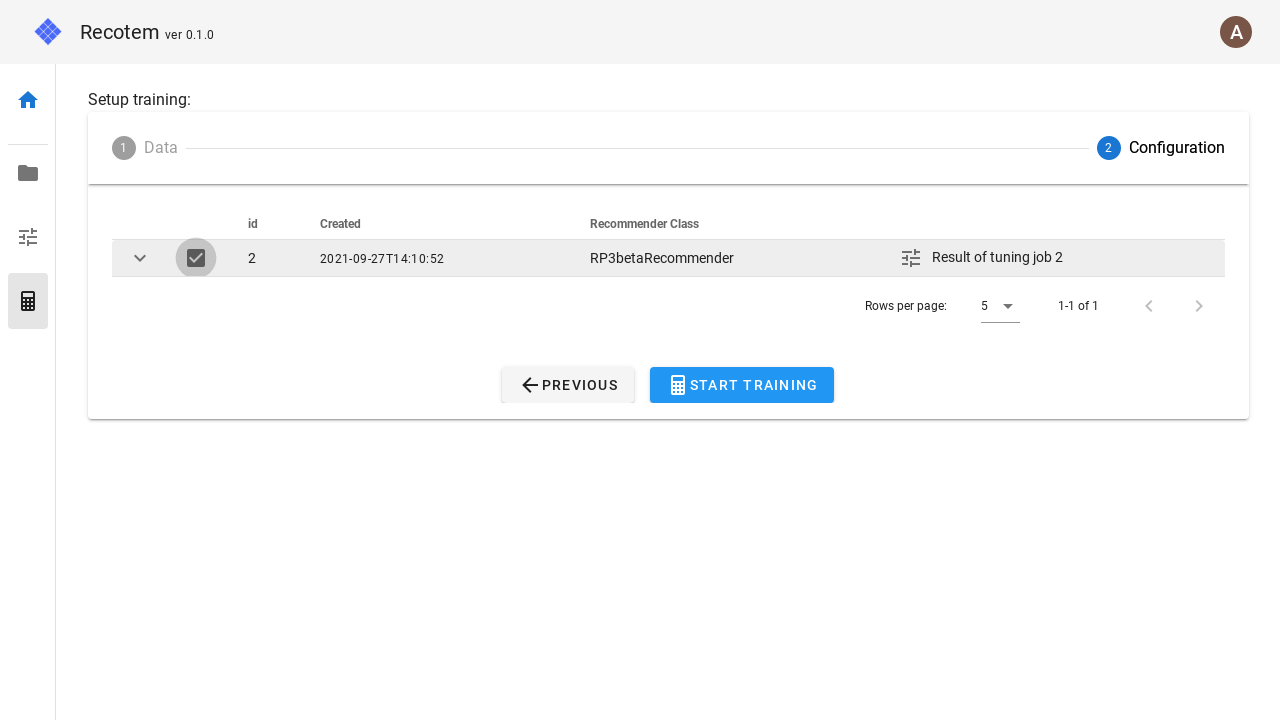 Recotem ver 0.1.0
A
Setup training:
1 Data
2 Configuration
id Created Recommender Class
2 2021-09-27T14:10:52 RP3betaRecommender Result of tuning job 2
Rows per page: 5 1-1 of 1
PREVIOUS START TRAINING